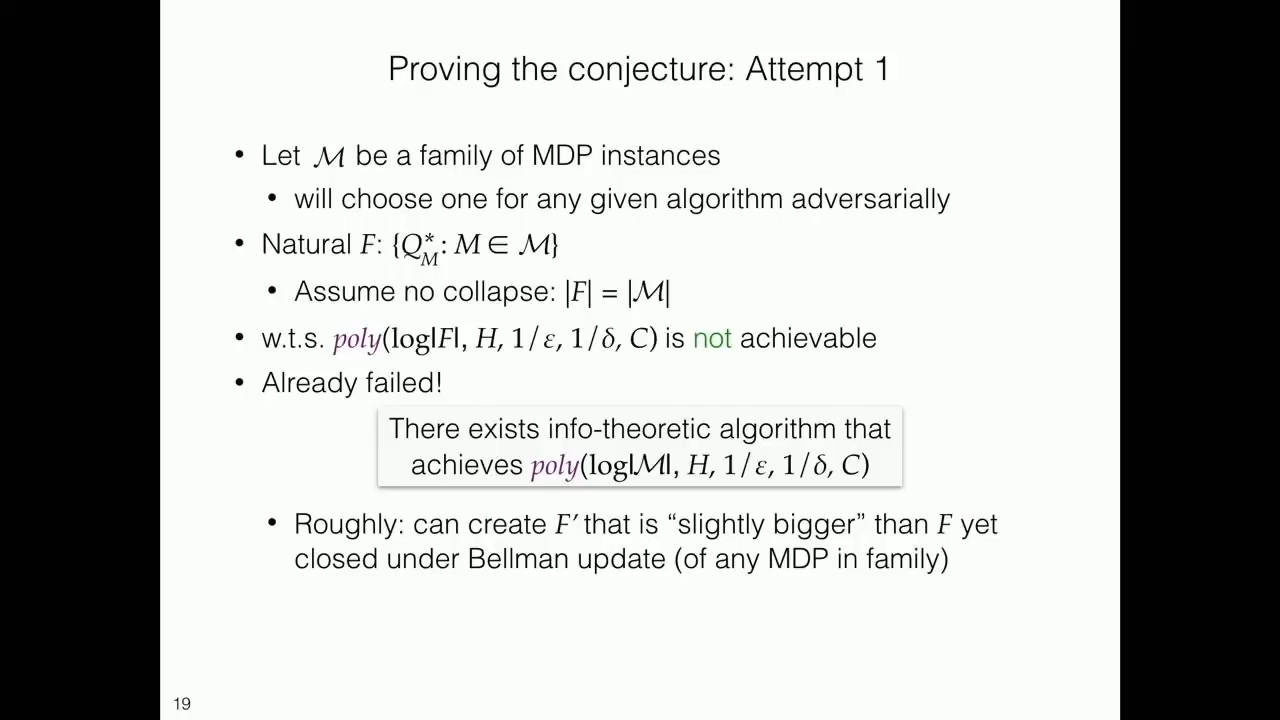 Proving the conjecture: Attempt 1
• Let ℳ be a family of MDP instances
• will choose one for any given algorithm adversarially
• Natural F: {Q*_M : M ∈ ℳ}
• Assume no collapse: |F| = |ℳ|
• w.t.s. poly(log|F|, H, 1/ε, 1/δ, C) is not achievable
• Already failed!
There exists info-theoretic algorithm that
achieves poly(log|ℳ|, H, 1/ε, 1/δ, C)
• Roughly: can create F′ that is “slightly bigger” than F yet
closed under Bellman update (of any MDP in family)
19